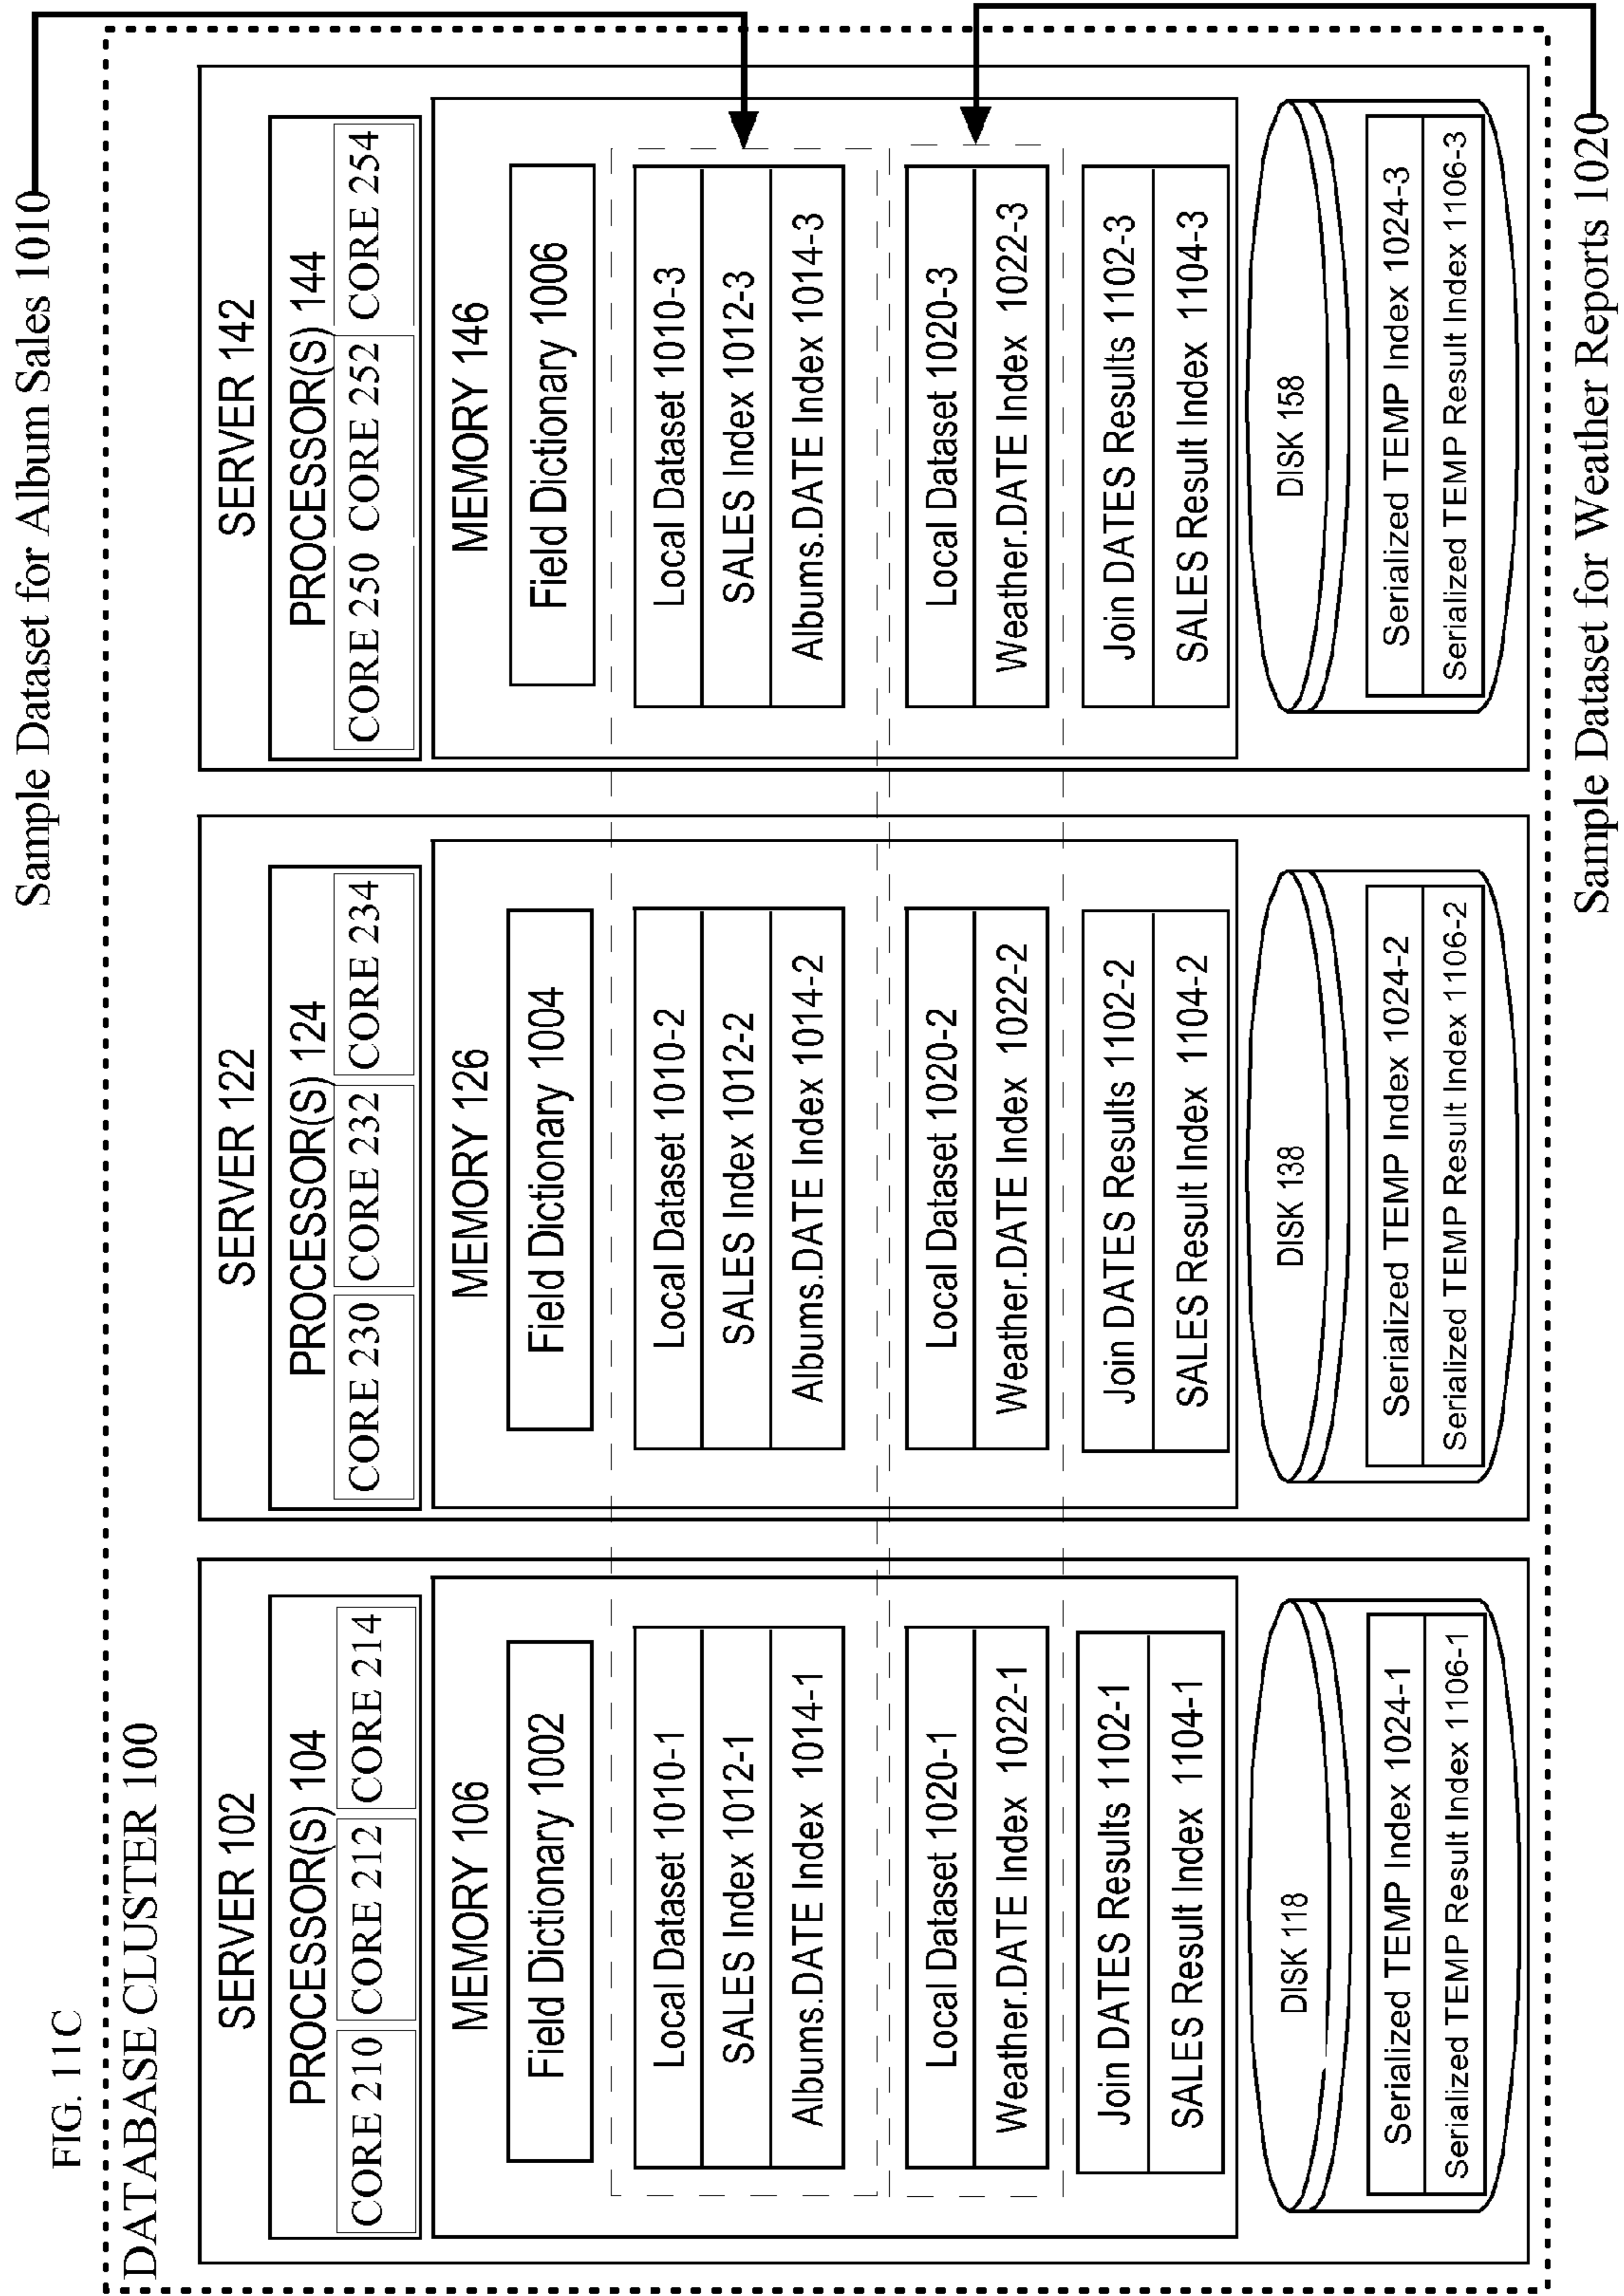 FIG. 11C
Sample Dataset for Album Sales 1010
DATABASE CLUSTER 100
SERVER 102
PROCESSOR(S) 104
CORE 210
CORE 212
CORE 214
MEMORY 106
Field Dictionary 1002
Local Dataset 1010-1
SALES Index 1012-1
Albums.DATE Index 1014-1
Local Dataset 1020-1
Weather.DATE Index 1022-1
Join DATES Results 1102-1
SALES Result Index 1104-1
DISK 118
Serialized TEMP Index 1024-1
Serialized TEMP Result Index 1106-1
SERVER 122
PROCESSOR(S) 124
CORE 230
CORE 232
CORE 234
MEMORY 126
Field Dictionary 1004
Local Dataset 1010-2
SALES Index 1012-2
Albums.DATE Index 1014-2
Local Dataset 1020-2
Weather.DATE Index 1022-2
Join DATES Results 1102-2
SALES Result Index 1104-2
DISK 138
Serialized TEMP Index 1024-2
Serialized TEMP Result Index 1106-2
SERVER 142
PROCESSOR(S) 144
CORE 250
CORE 252
CORE 254
MEMORY 146
Field Dictionary 1006
Local Dataset 1010-3
SALES Index 1012-3
Albums.DATE Index 1014-3
Local Dataset 1020-3
Weather.DATE Index 1022-3
Join DATES Results 1102-3
SALES Result Index 1104-3
DISK 158
Serialized TEMP Index 1024-3
Serialized TEMP Result Index 1106-3
Sample Dataset for Weather Reports 1020